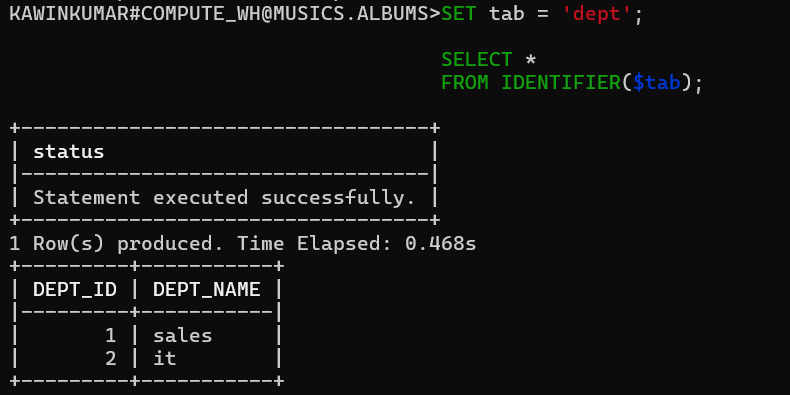 KAWINKUMAR#COMPUTE_WH@MUSICS.ALBUMS>SET tab = 'dept';
SELECT *
FROM IDENTIFIER($tab);
+----------------------------------+
| status                           |
|----------------------------------|
| Statement executed successfully. |
+----------------------------------+
1 Row(s) produced. Time Elapsed: 0.468s
+---------+-----------+
| DEPT_ID | DEPT_NAME |
|---------+-----------|
|       1 | sales     |
|       2 | it        |
+---------+-----------+